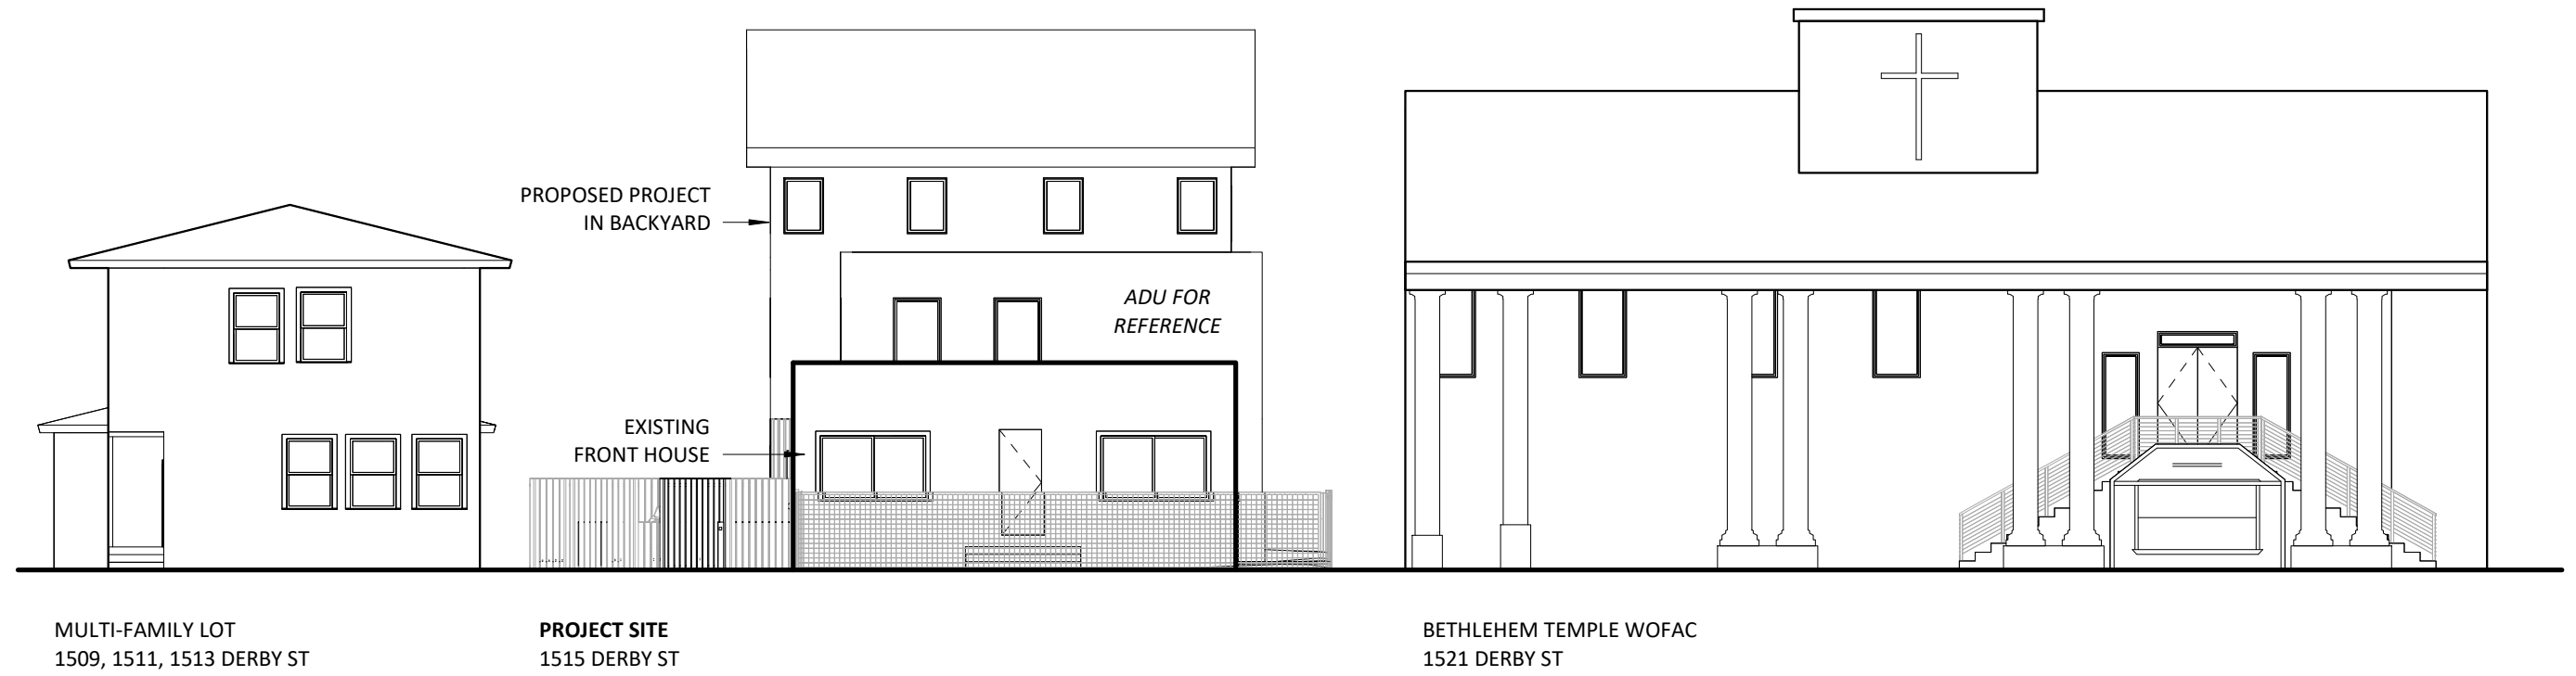 PROPOSED PROJECT
IN BACKYARD
ADU FOR
REFERENCE
EXISTING
FRONT HOUSE
MULTI-FAMILY LOT
1509, 1511, 1513 DERBY ST
PROJECT SITE
1515 DERBY ST
BETHLEHEM TEMPLE WOFAC
1521 DERBY ST